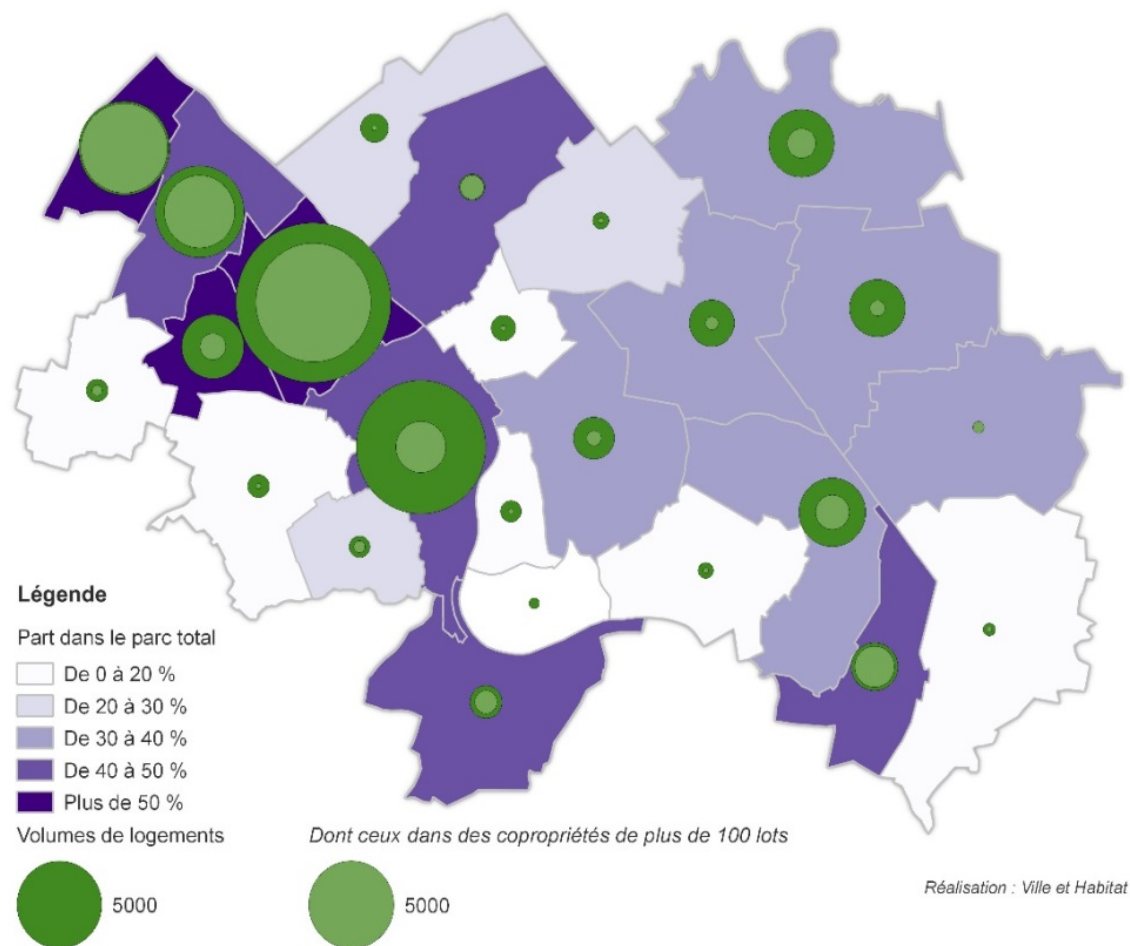 Légende
Part dans le parc total
De 0 à 20 %
De 20 à 30 %
De 30 à 40 %
De 40 à 50 %
Plus de 50 %
Volumes de logements
5000
Dont ceux dans des copropriétés de plus de 100 lots
5000
Réalisation : Ville et Habitat